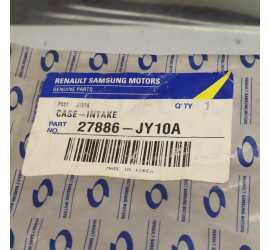 RENAULT SAMSUNG MOTORS
GENUINE PARTS
Q'TY 1
CASE-INTAKE
PART NO. 27886-JY10A
MADE IN KOREA